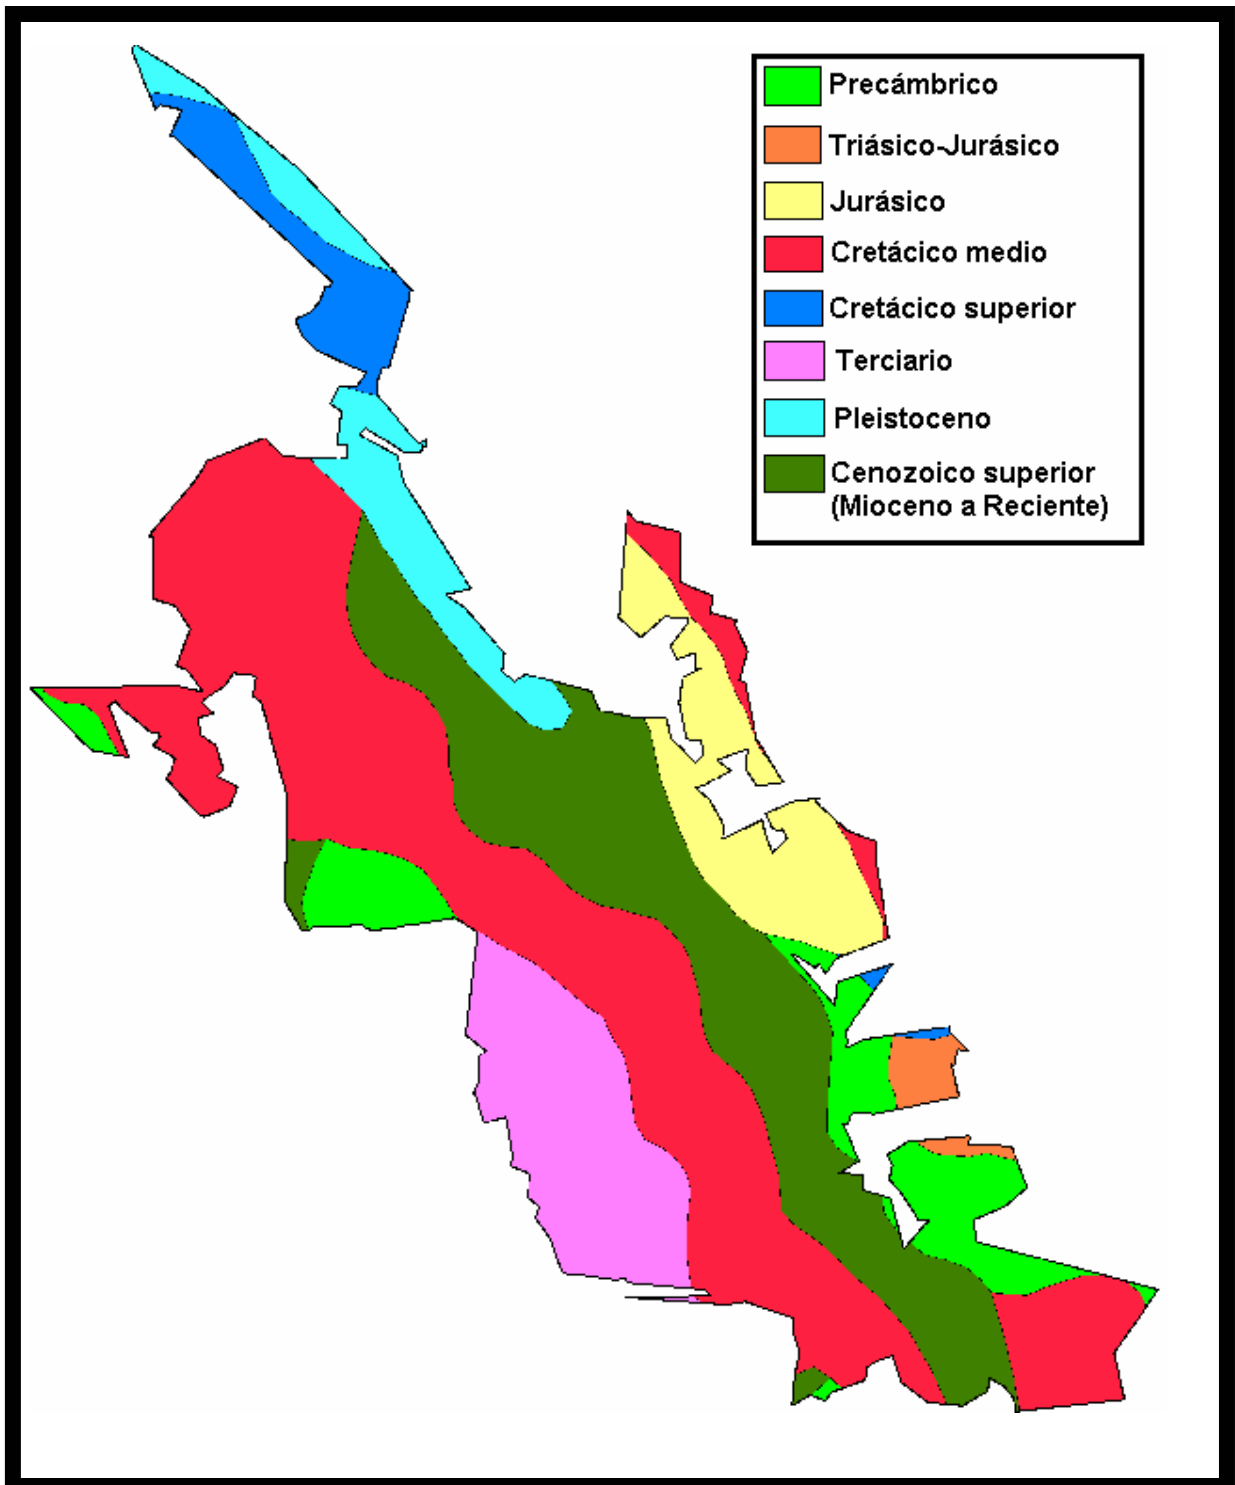 Precámbrico
Triásico-Jurásico
Jurásico
Cretácico medio
Cretácico superior
Terciario
Pleistoceno
Cenozoico superior
(Mioceno a Reciente)